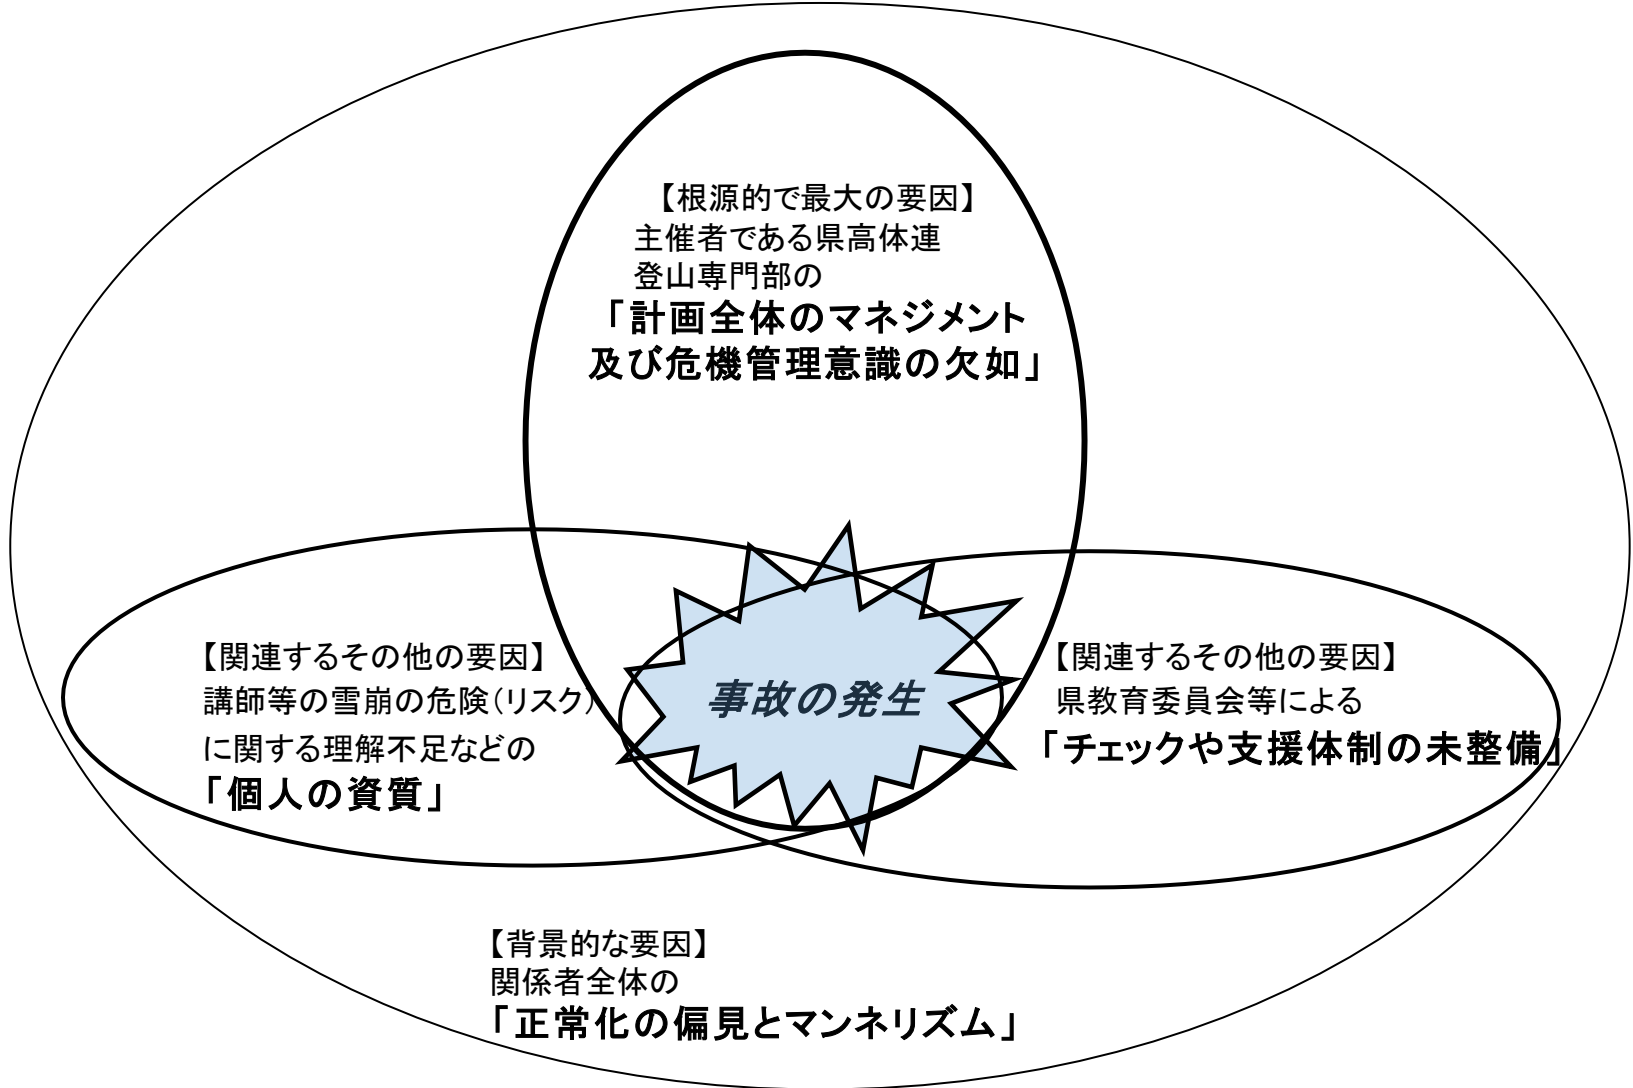 【根源的で最大の要因】
主催者である県高体連
登山専門部の
「計画全体のマネジメント
及び危機管理意識の欠如」
【関連するその他の要因】
講師等の雪崩の危険（リスク）
に関する理解不足などの
「個人の資質」
事故の発生
【関連するその他の要因】
県教育委員会等による
「チェックや支援体制の未整備」
【背景的な要因】
関係者全体の
「正常化の偏見とマンネリズム」